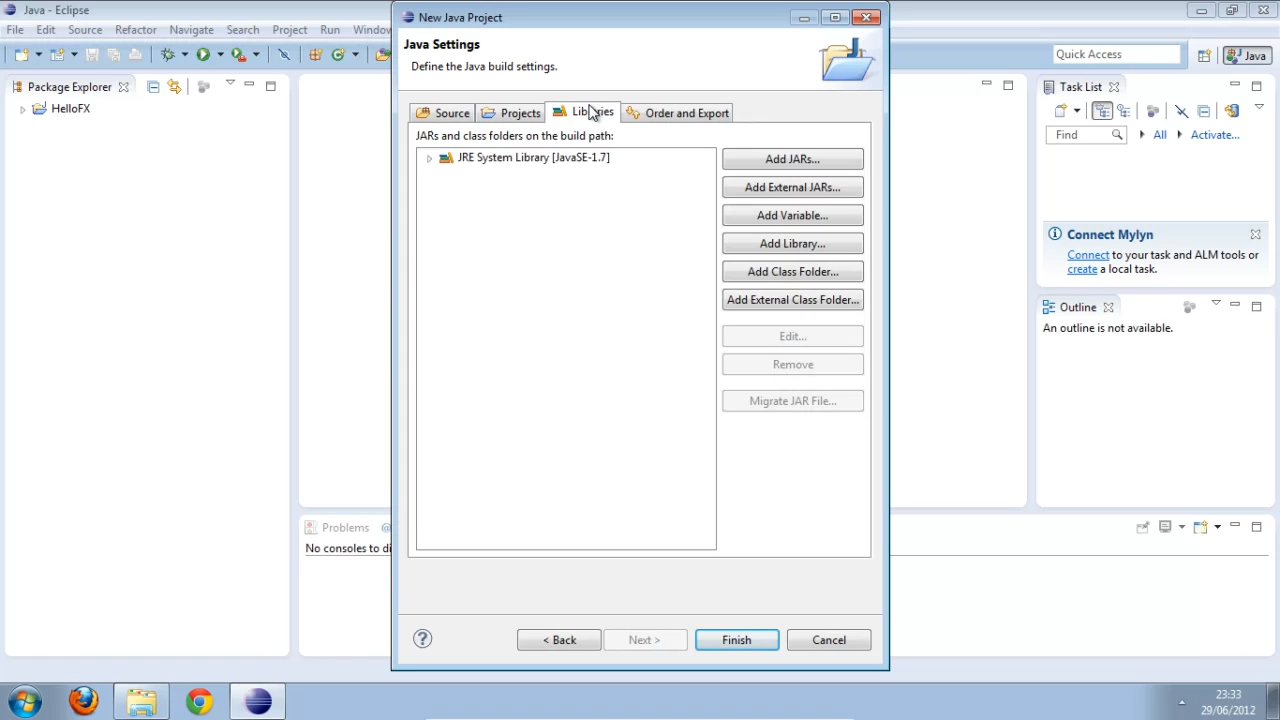 Java - Eclipse
New Java Project
File Edit Source Refactor Navigate Search Project Run Window
Java Settings
Define the Java build settings.
Quick Access
Java
Package Explorer
HelloFX
Source Projects Libraries Order and Export
JARs and class folders on the build path:
JRE System Library [JavaSE-1.7]
Add JARs...
Add External JARs...
Add Variable...
Add Library...
Add Class Folder...
Add External Class Folder...
Edit...
Remove
Migrate JAR File...
Task List
Find All Activate...
Connect Mylyn
Connect to your task and ALM tools or
create a local task.
Outline
An outline is not available.
Problems @
No consoles to di
< Back Next > Finish Cancel
23:33
29/06/2012